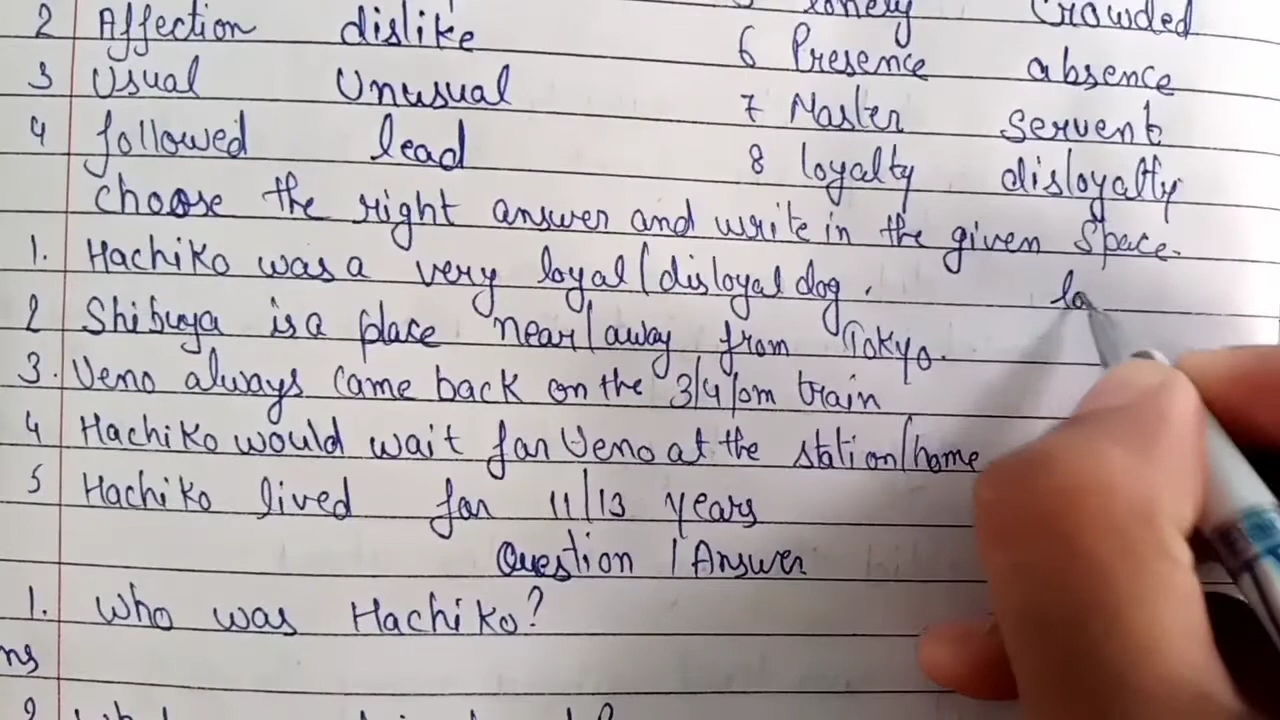 2 Affection dislike lonely Crowded
3 Usual Unusual 6 Presence absence
4 followed lead 7 Master servent
8 loyalty disloyalty
choose the right answer and write in the given Space.
1. Hachiko was a very loyal/disloyal dog. lo
2 Shibuya is a place near/away from Tokyo.
3. Ueno always came back on the 3/4/pm train
4 Hachiko would wait for Ueno at the station/home
5 Hachiko lived for 11/13 years
Question / Answer
1. Who was Hachiko?
ns
2